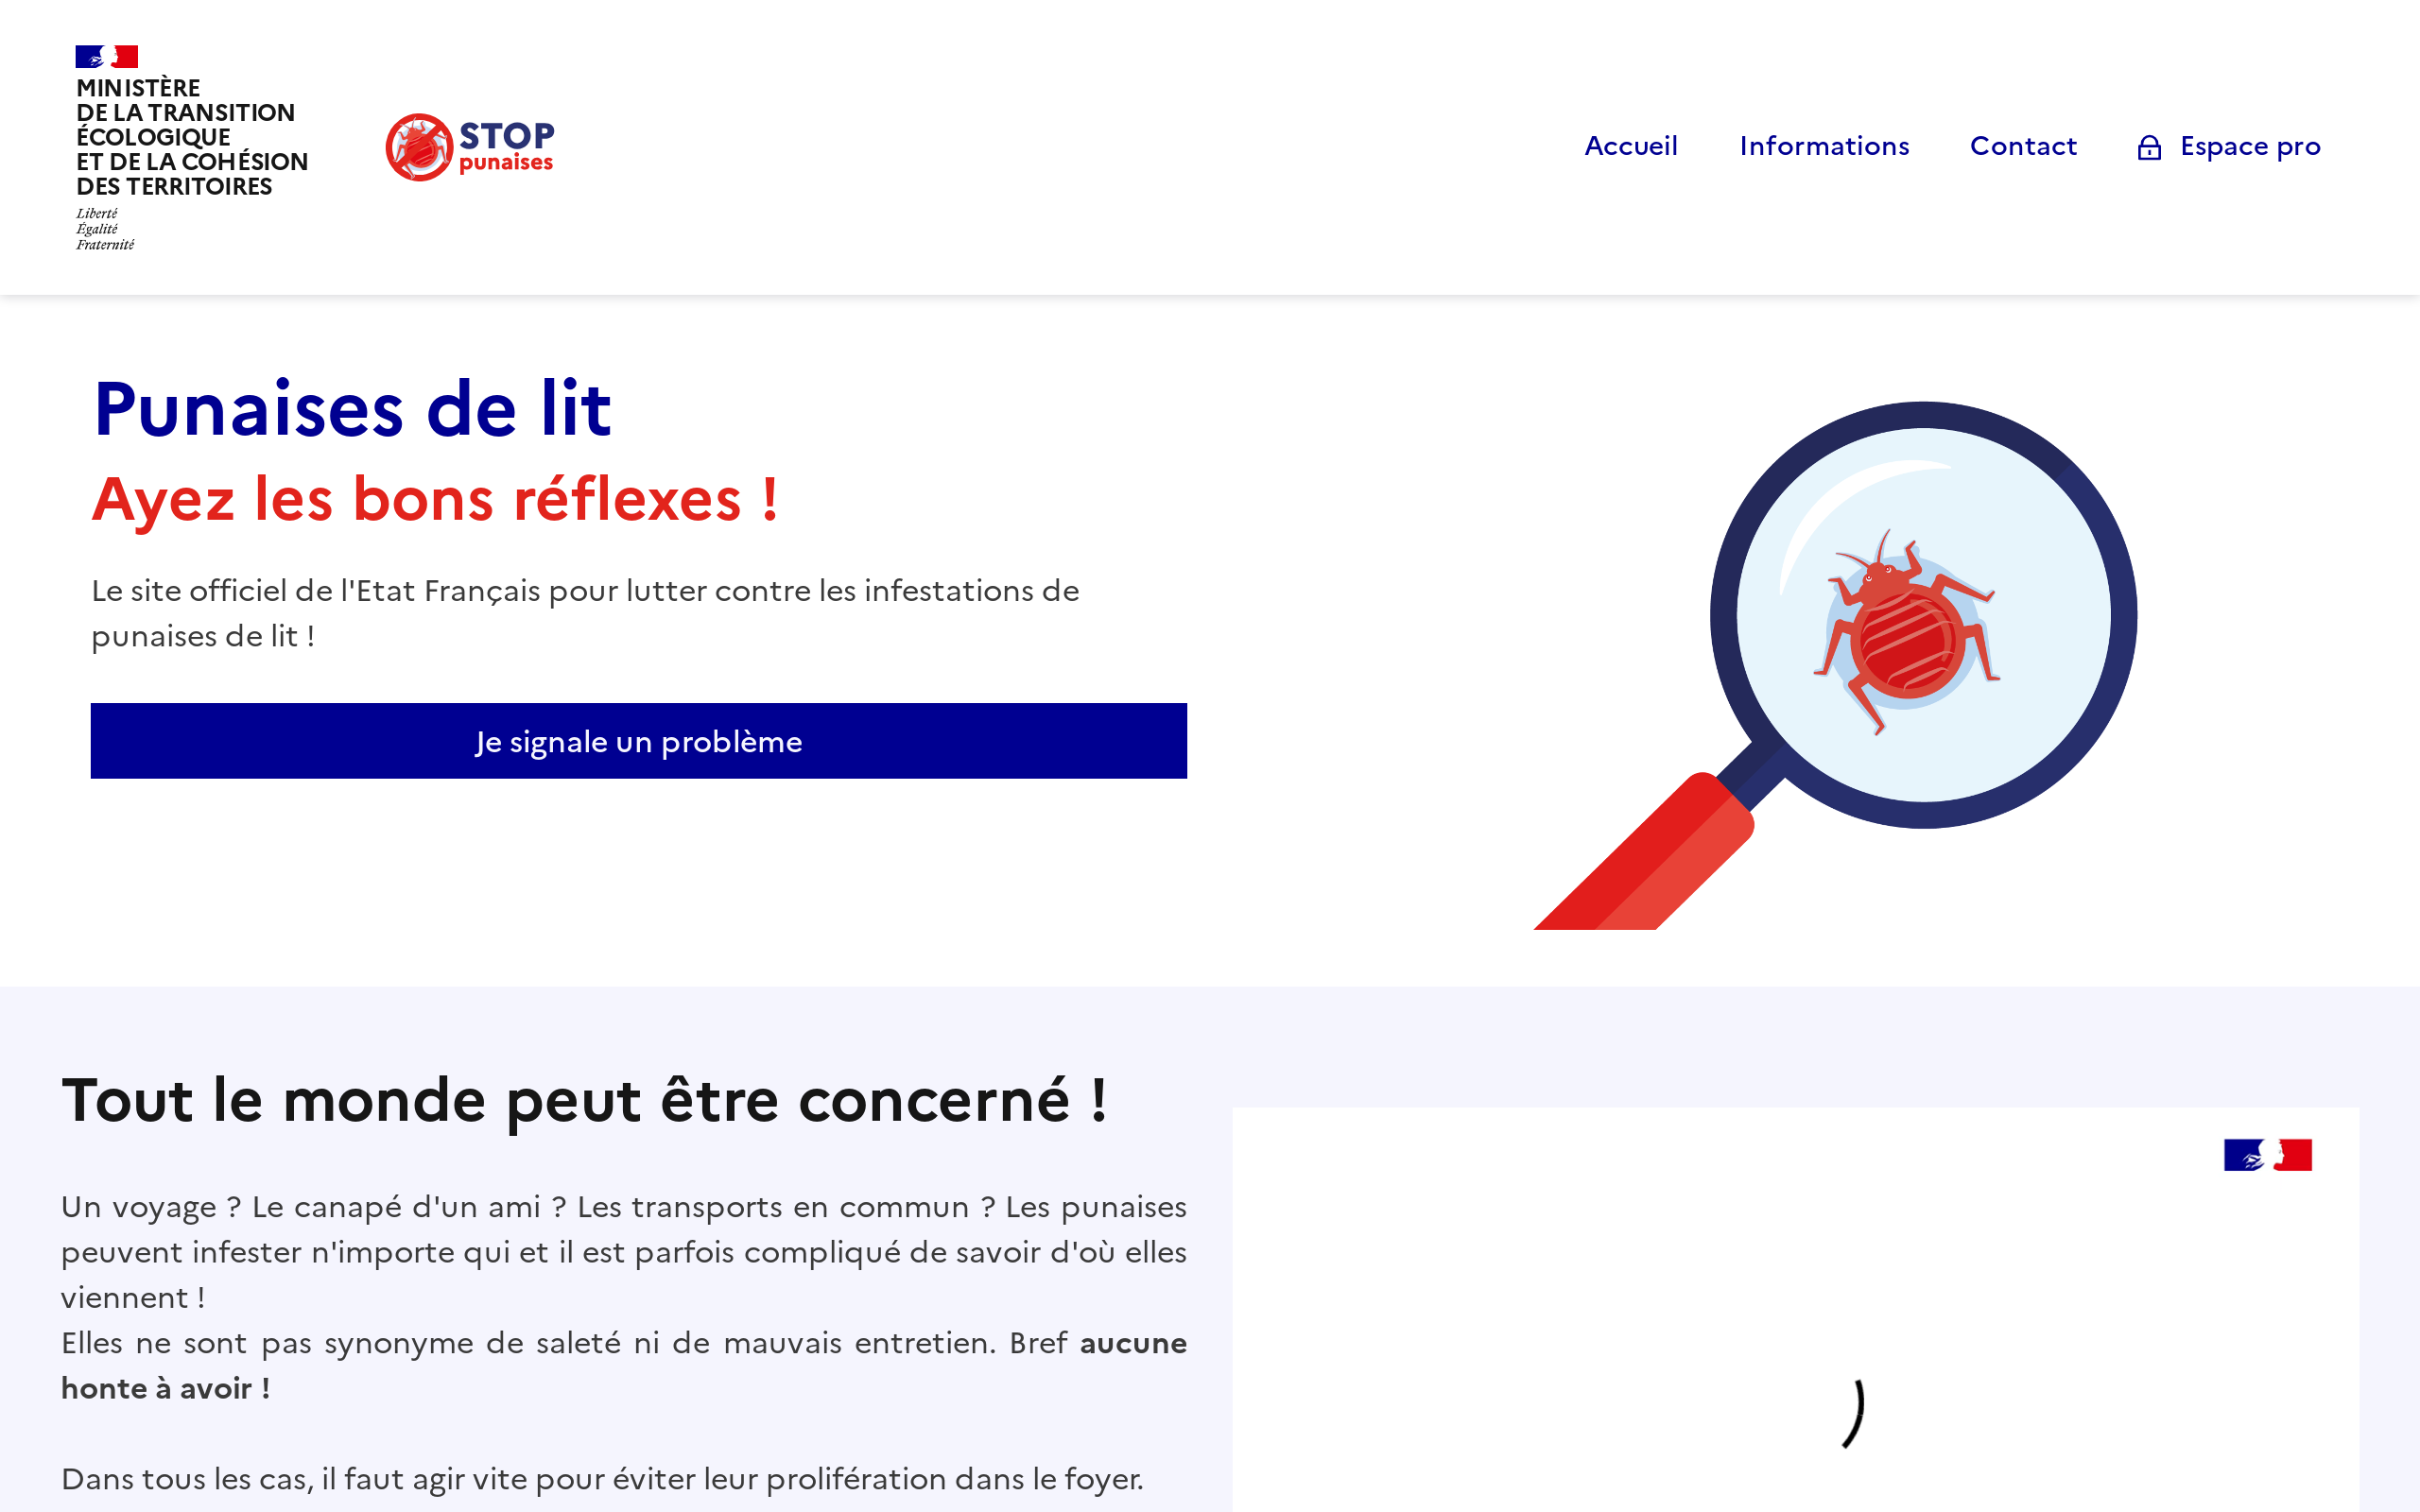 MINISTÈRE
DE LA TRANSITION
ÉCOLOGIQUE
ET DE LA COHÉSION
DES TERRITOIRES
Liberté
Égalité
Fraternité
STOP
punaises
Accueil
Informations
Contact
Espace pro
Punaises de lit
Ayez les bons réflexes !
Le site officiel de l'Etat Français pour lutter contre les infestations de
punaises de lit !
Je signale un problème
Tout le monde peut être concerné !
Un voyage ? Le canapé d'un ami ? Les transports en commun ? Les punaises
peuvent infester n'importe qui et il est parfois compliqué de savoir d'où elles
viennent !
Elles ne sont pas synonyme de saleté ni de mauvais entretien. Bref aucune
honte à avoir !
Dans tous les cas, il faut agir vite pour éviter leur prolifération dans le foyer.